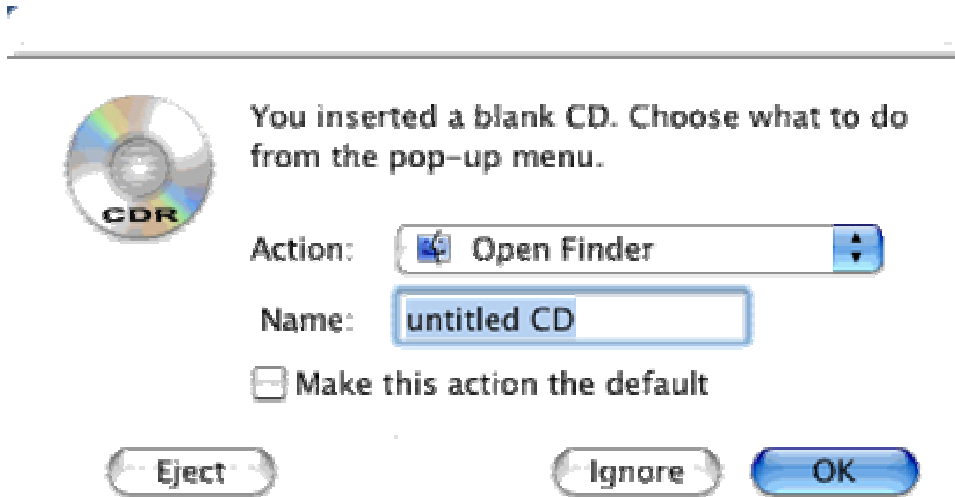 You inserted a blank CD. Choose what to do
from the pop-up menu.
CDR
Action: Open Finder
Name: untitled CD
Make this action the default
Eject Ignore OK